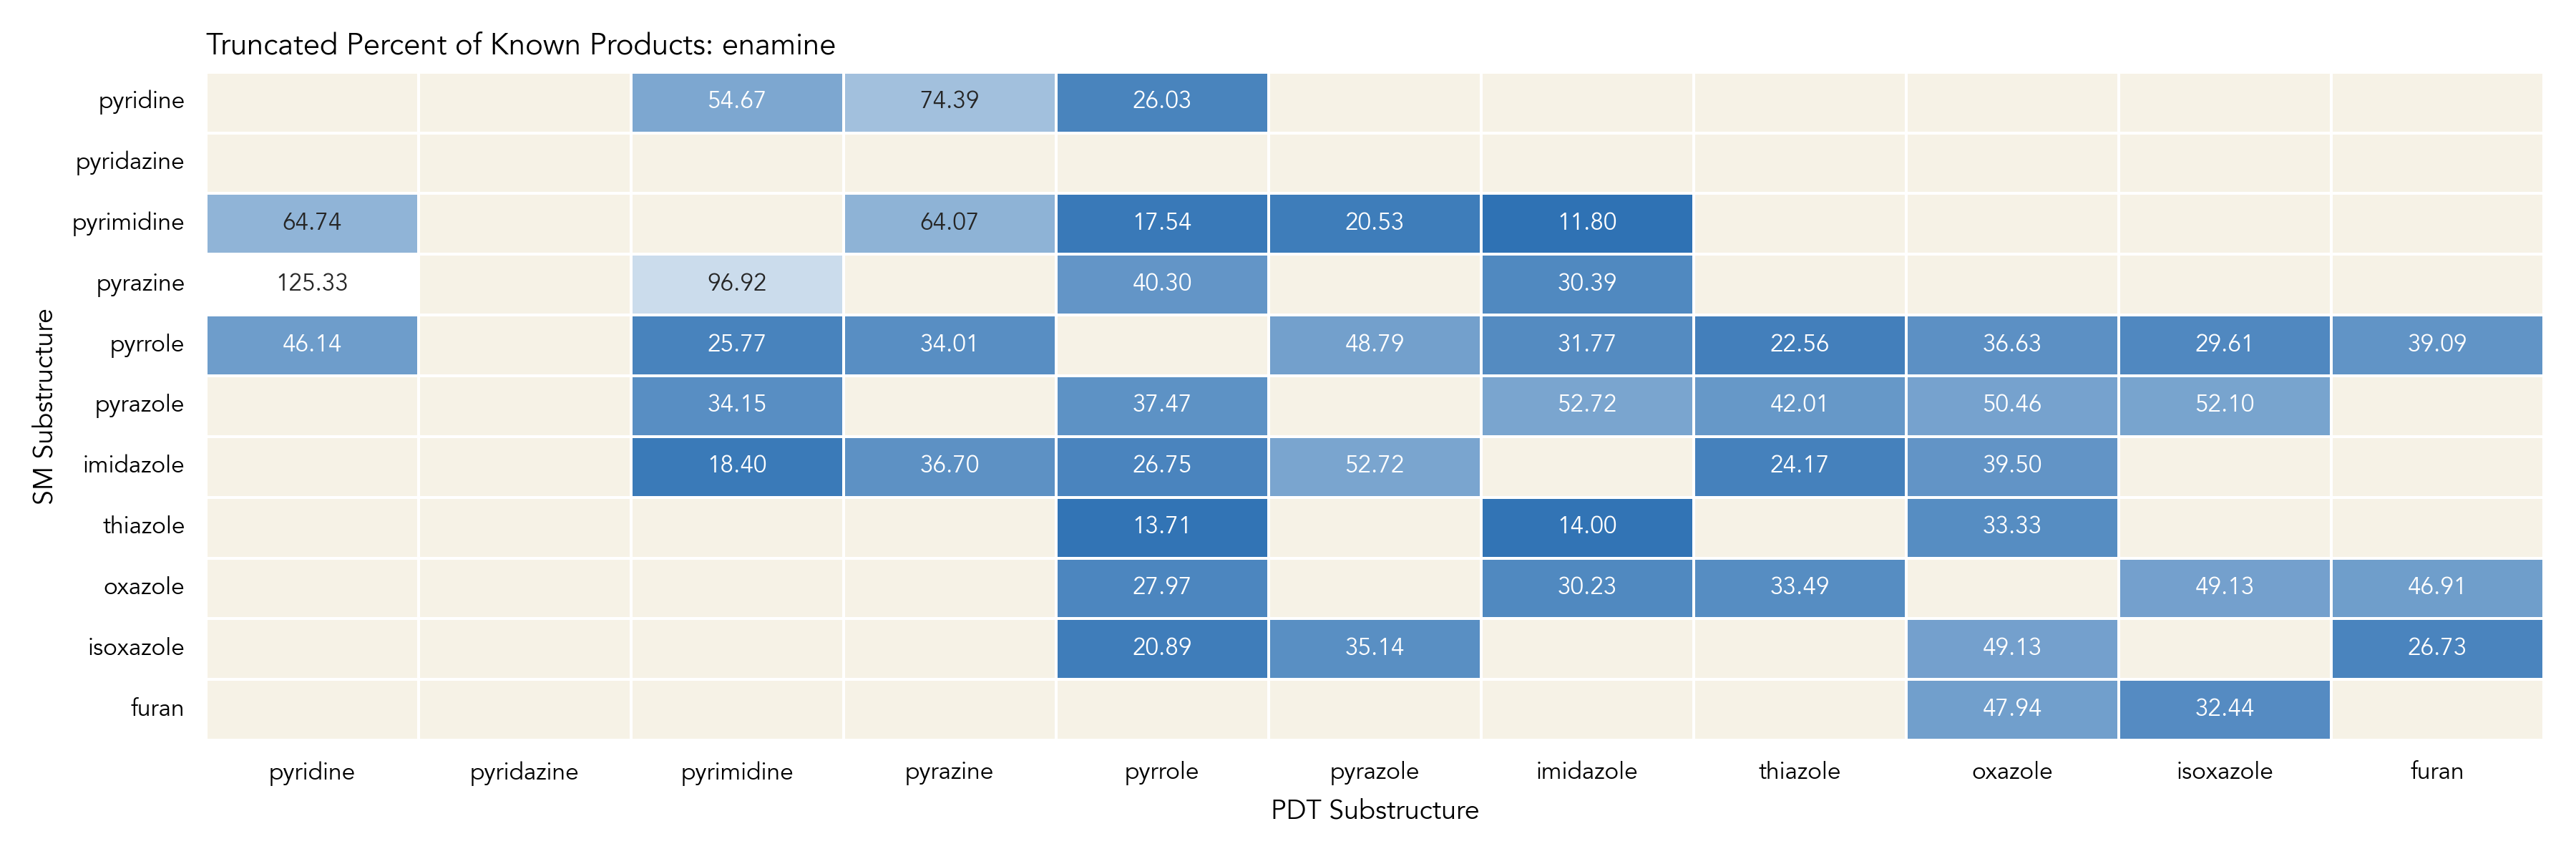 Truncated Percent of Known Products: enamine
pyridine 54.67 74.39 26.03
pyridazine
pyrimidine 64.74 64.07 17.54 20.53 11.80
pyrazine 125.33 96.92 40.30 30.39
pyrrole 46.14 25.77 34.01 48.79 31.77 22.56 36.63 29.61 39.09
pyrazole 34.15 37.47 52.72 42.01 50.46 52.10
imidazole 18.40 36.70 26.75 52.72 24.17 39.50
thiazole 13.71 14.00 33.33
oxazole 27.97 30.23 33.49 49.13 46.91
isoxazole 20.89 35.14 49.13 26.73
furan 47.94 32.44
SM Substructure
pyridine pyridazine pyrimidine pyrazine pyrrole pyrazole imidazole thiazole oxazole isoxazole furan
PDT Substructure